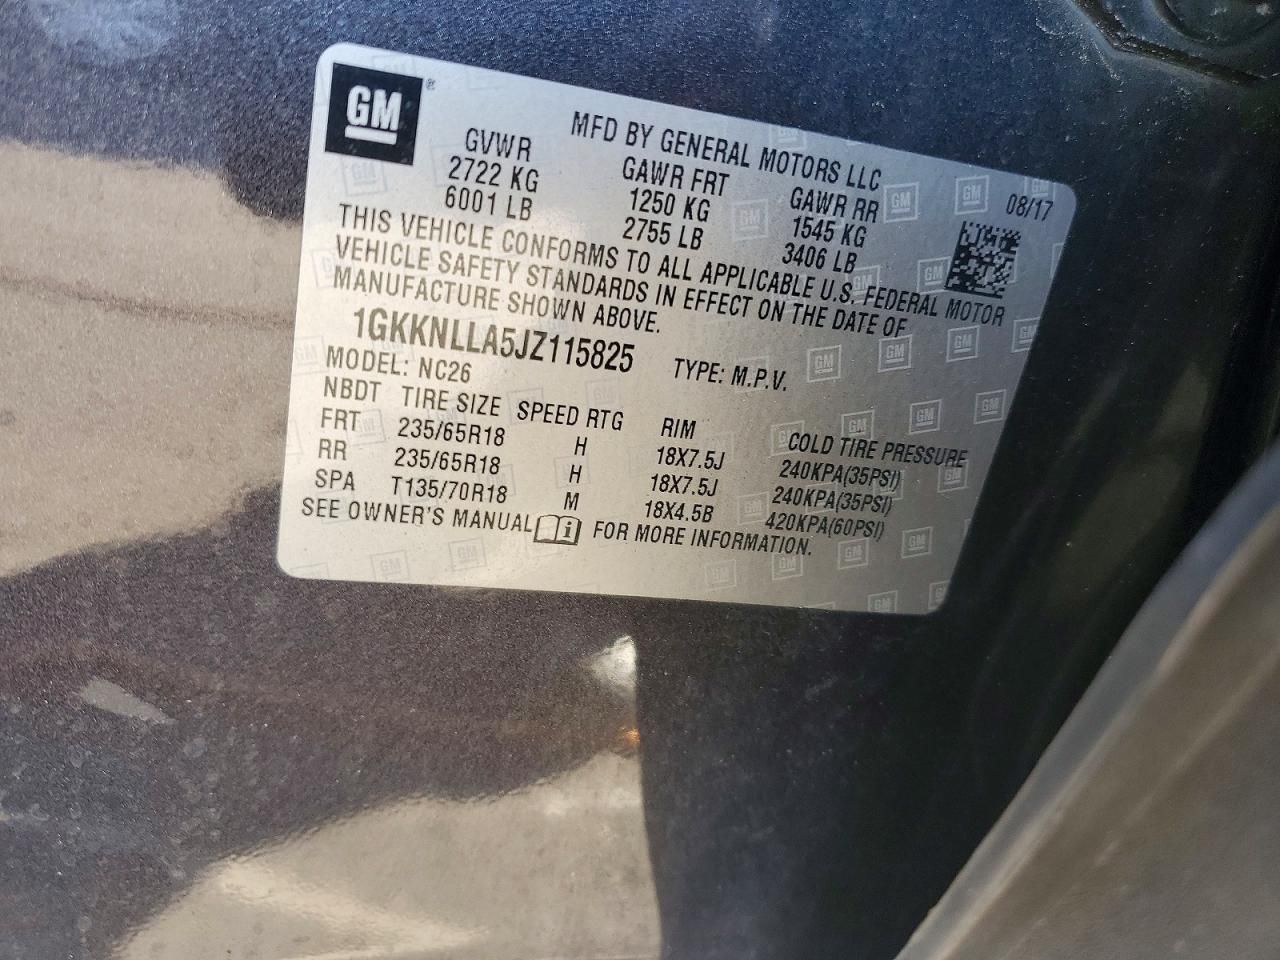 GM ®
MFD BY GENERAL MOTORS LLC
08/17
GVWR GAWR FRT GAWR RR
2722 KG 1250 KG 1545 KG
6001 LB 2755 LB 3406 LB
THIS VEHICLE CONFORMS TO ALL APPLICABLE U.S. FEDERAL MOTOR
VEHICLE SAFETY STANDARDS IN EFFECT ON THE DATE OF
MANUFACTURE SHOWN ABOVE.
1GKKNLLA5JZ115825 TYPE: M.P.V.
MODEL: NC26
NBDT TIRE SIZE SPEED RTG RIM COLD TIRE PRESSURE
FRT 235/65R18 H 18X7.5J 240KPA(35PSI)
RR 235/65R18 H 18X7.5J 240KPA(35PSI)
SPA T135/70R18 M 18X4.5B 420KPA(60PSI)
SEE OWNER'S MANUAL FOR MORE INFORMATION.